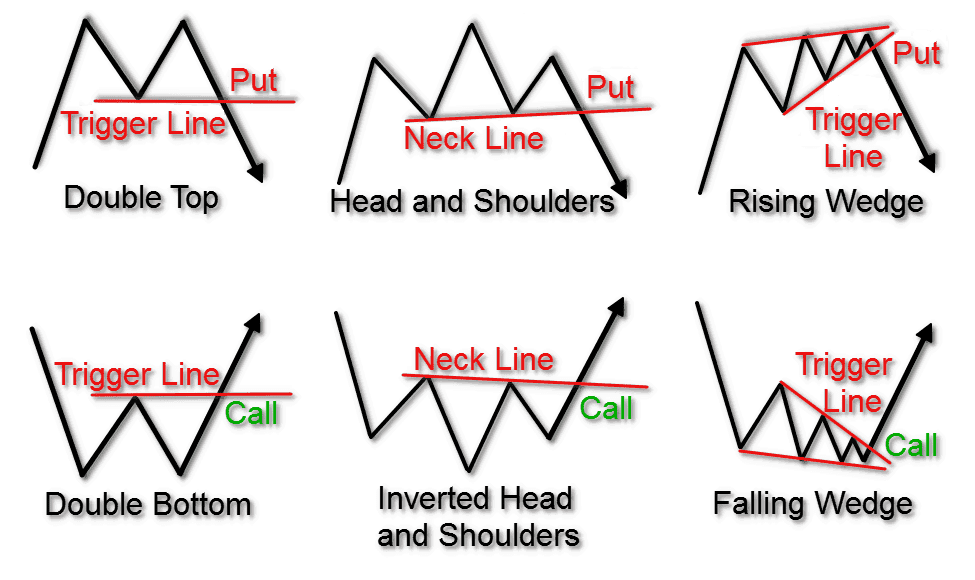 Put
Trigger Line
Double Top
Put
Neck Line
Head and Shoulders
Put
Trigger
Line
Rising Wedge
Trigger Line
Call
Double Bottom
Neck Line
Call
Inverted Head
and Shoulders
Trigger
Line
Call
Falling Wedge